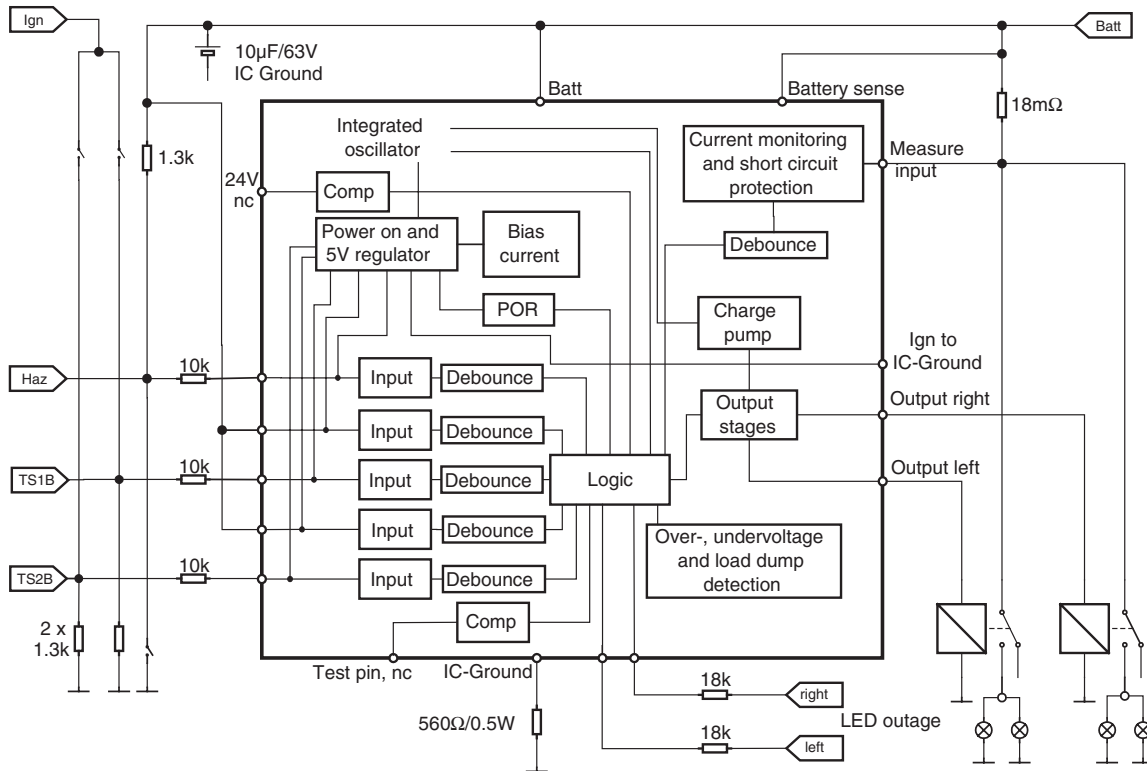 Ign
Batt
10µF/63V
IC Ground
Batt
Battery sense
18mΩ
1.3k
Integrated
oscillator
Current monitoring
and short circuit
protection
Measure
input
24V
nc
Comp
Power on and
5V regulator
Bias
current
Debounce
POR
Charge
pump
Ign to
IC-Ground
Haz
10k
Input
Debounce
Output
stages
Output right
Input
Debounce
TS1B
10k
Input
Debounce
Logic
Output left
Input
Debounce
Over-, undervoltage
and load dump
detection
TS2B
10k
Input
Debounce
2 x
1.3k
Comp
Test pin, nc
IC-Ground
18k
right
560Ω/0.5W
LED outage
18k
left